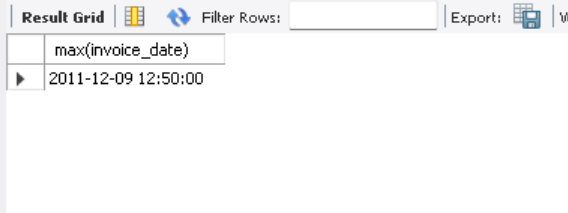 Result Grid Filter Rows: Export:
max(invoice_date)
2011-12-09 12:50:00